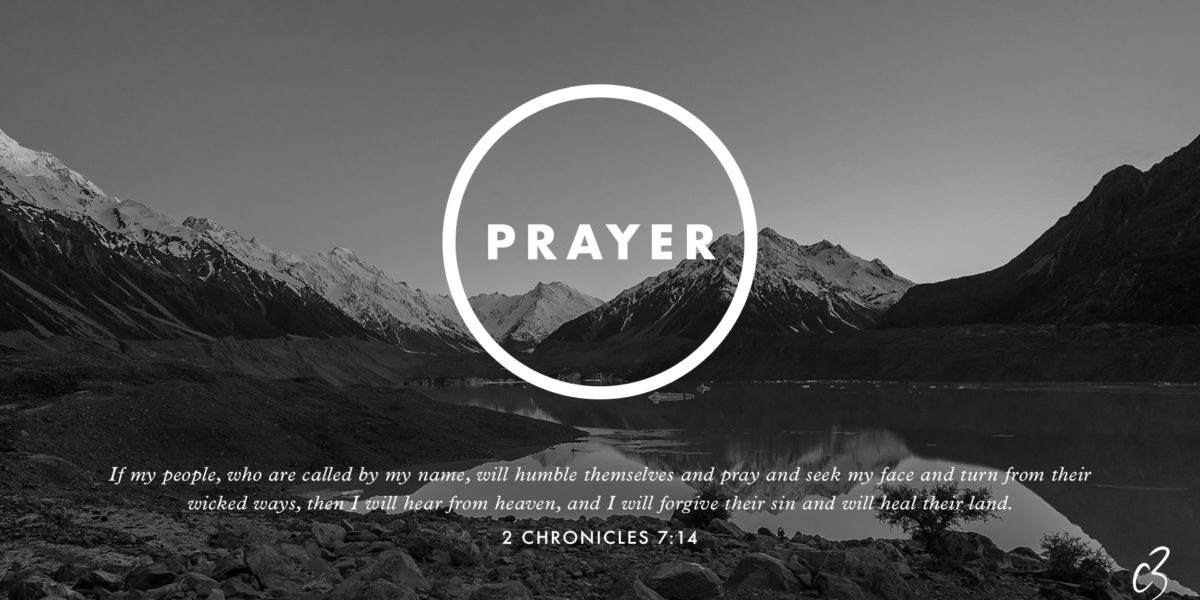 PRAYER
If my people, who are called by my name, will humble themselves and pray and seek my face and turn from their
wicked ways, then I will hear from heaven, and I will forgive their sin and will heal their land.
2 CHRONICLES 7:14
C3